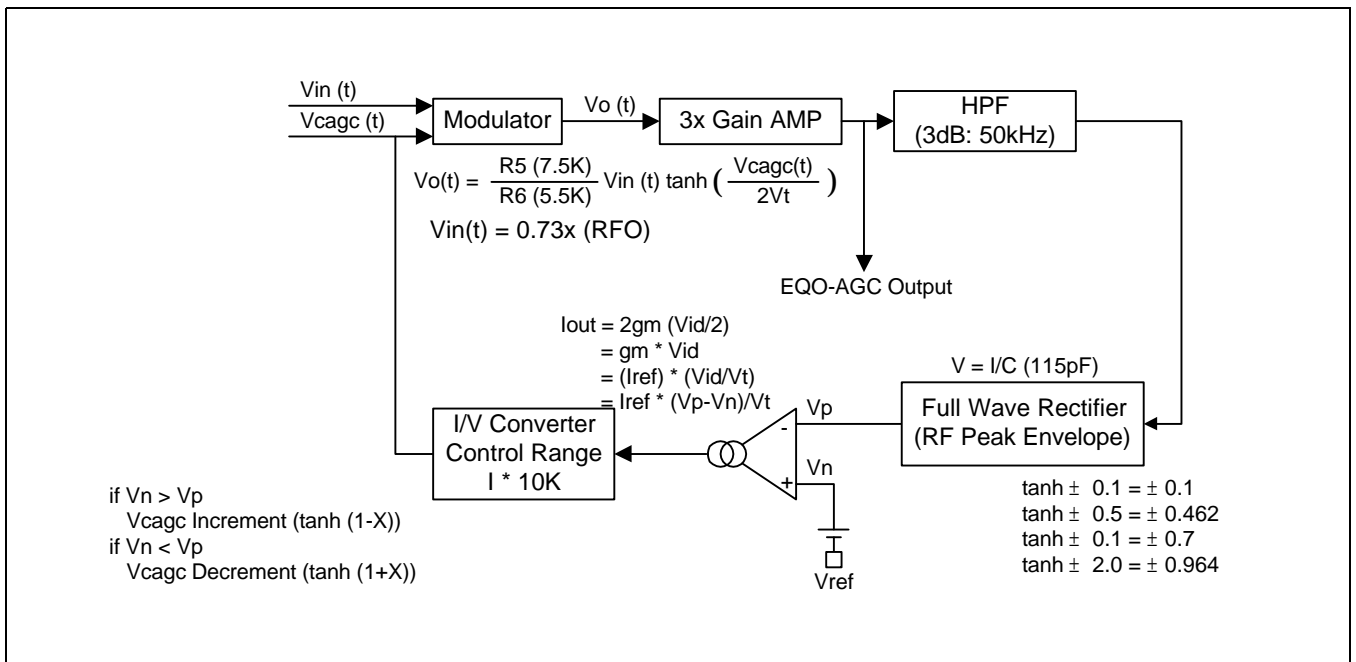 Vin (t)
Vcagc (t)
Modulator
Vo (t)
3x Gain AMP
HPF
(3dB: 50kHz)
Vo(t) = R5 (7.5K) / R6 (5.5K) Vin (t) tanh ( Vcagc(t) / 2Vt )
Vin(t) = 0.73x (RFO)
EQO-AGC Output
Iout = 2gm (Vid/2)
= gm * Vid
= (Iref) * (Vid/Vt)
= Iref * (Vp-Vn)/Vt
V = I/C (115pF)
Full Wave Rectifier
(RF Peak Envelope)
Vp
-
Vn
+
Vref
I/V Converter
Control Range
I * 10K
if Vn > Vp
Vcagc Increment (tanh (1-X))
if Vn < Vp
Vcagc Decrement (tanh (1+X))
tanh ± 0.1 = ± 0.1
tanh ± 0.5 = ± 0.462
tanh ± 0.1 = ± 0.7
tanh ± 2.0 = ± 0.964